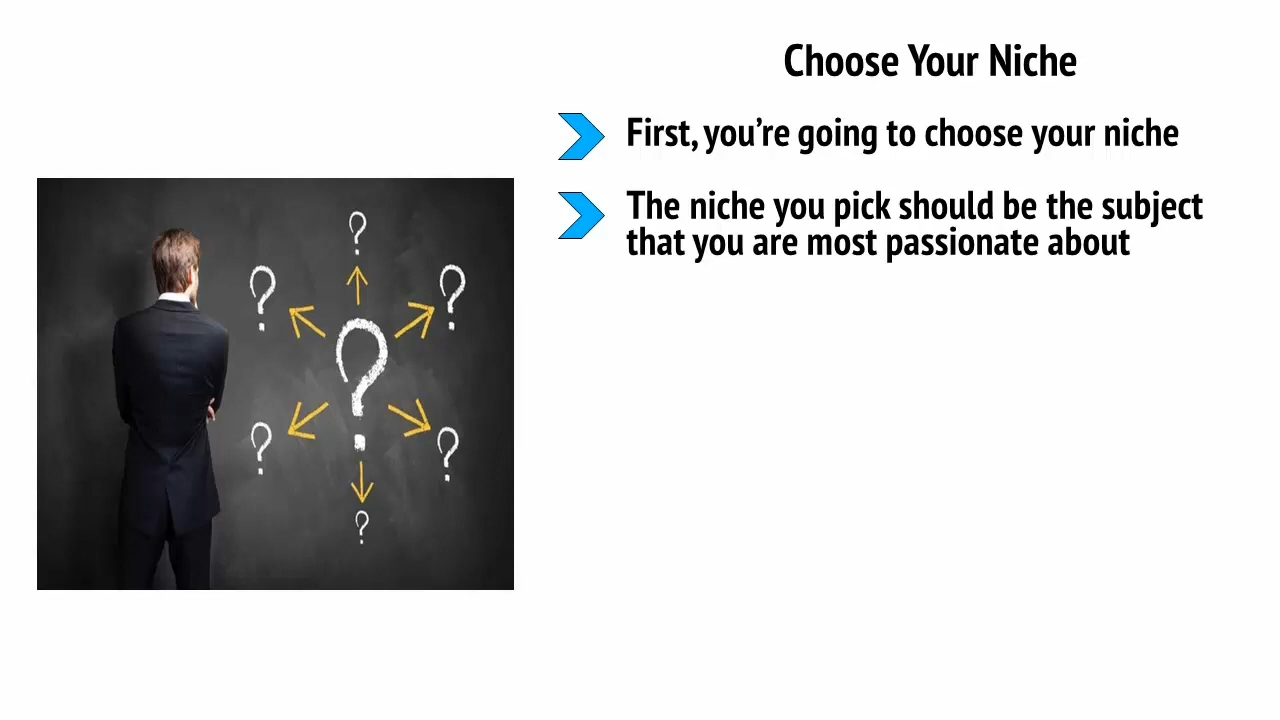 Choose Your Niche
First, you’re going to choose your niche
The niche you pick should be the subject
that you are most passionate about
?
?
?
?
?
?
?